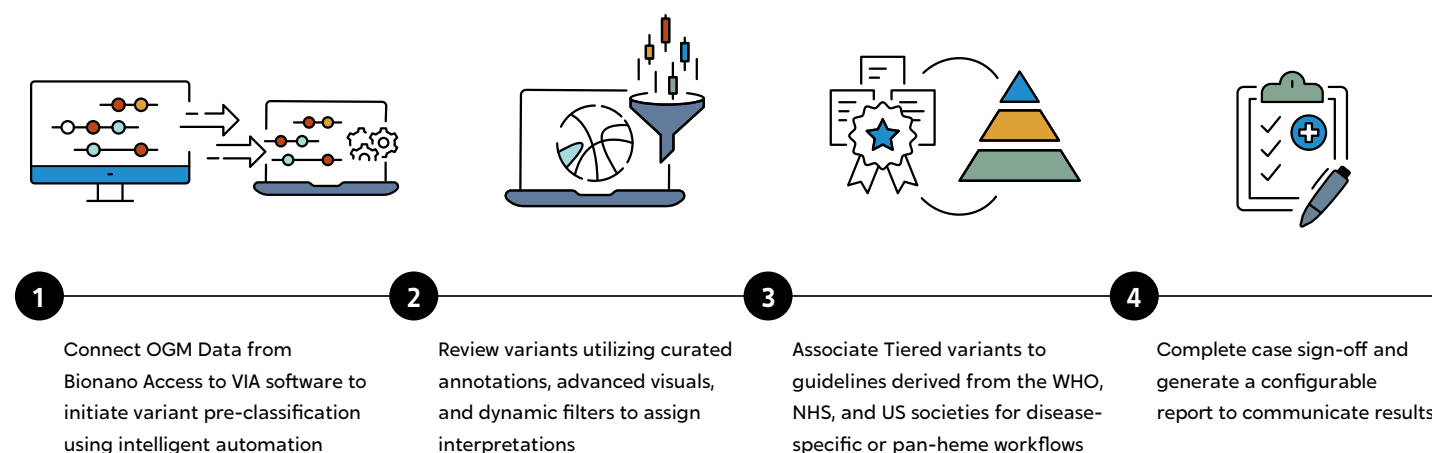 1
Connect OGM Data from
Bionano Access to VIA software to
initiate variant pre-classification
using intelligent automation
2
Review variants utilizing curated
annotations, advanced visuals,
and dynamic filters to assign
interpretations
3
Associate Tiered variants to
guidelines derived from the WHO,
NHS, and US societies for disease-
specific or pan-heme workflows
4
Complete case sign-off and
generate a configurable
report to communicate results